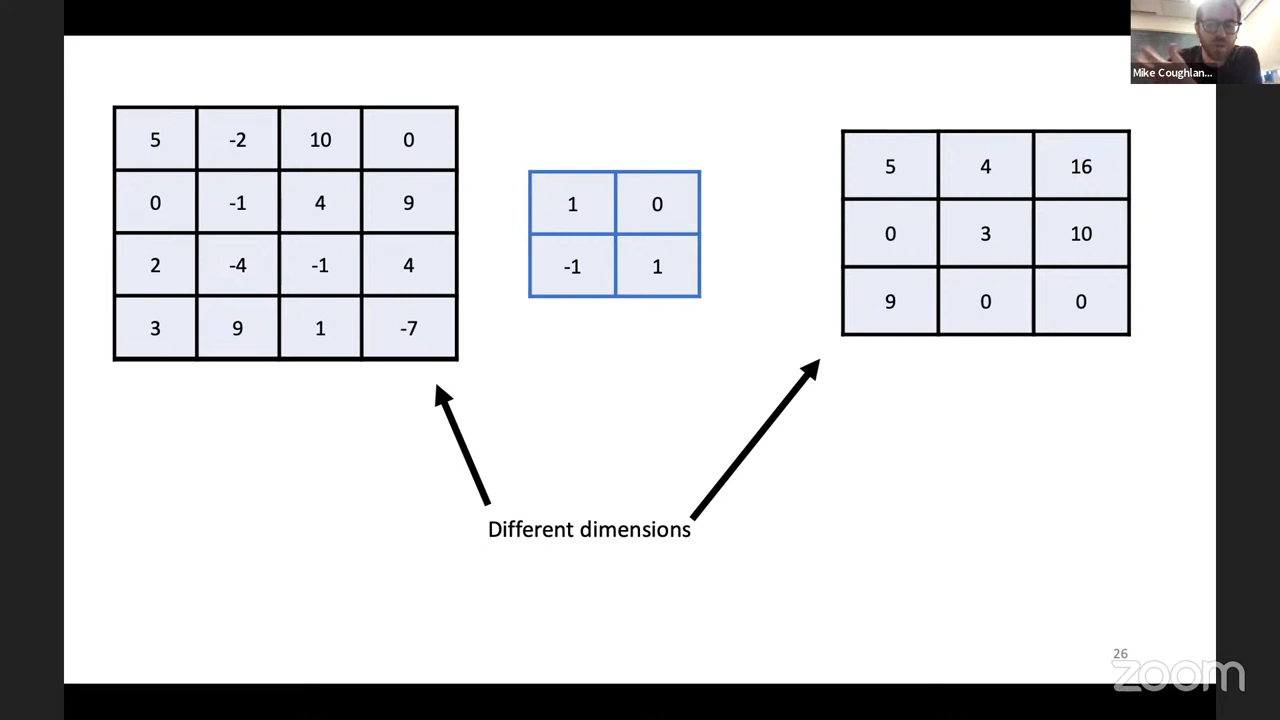 Mike Coughlan...
5 -2 10 0
0 -1 4 9
2 -4 -1 4
3 9 1 -7
1 0
-1 1
5 4 16
0 3 10
9 0 0
Different dimensions
26
zoom